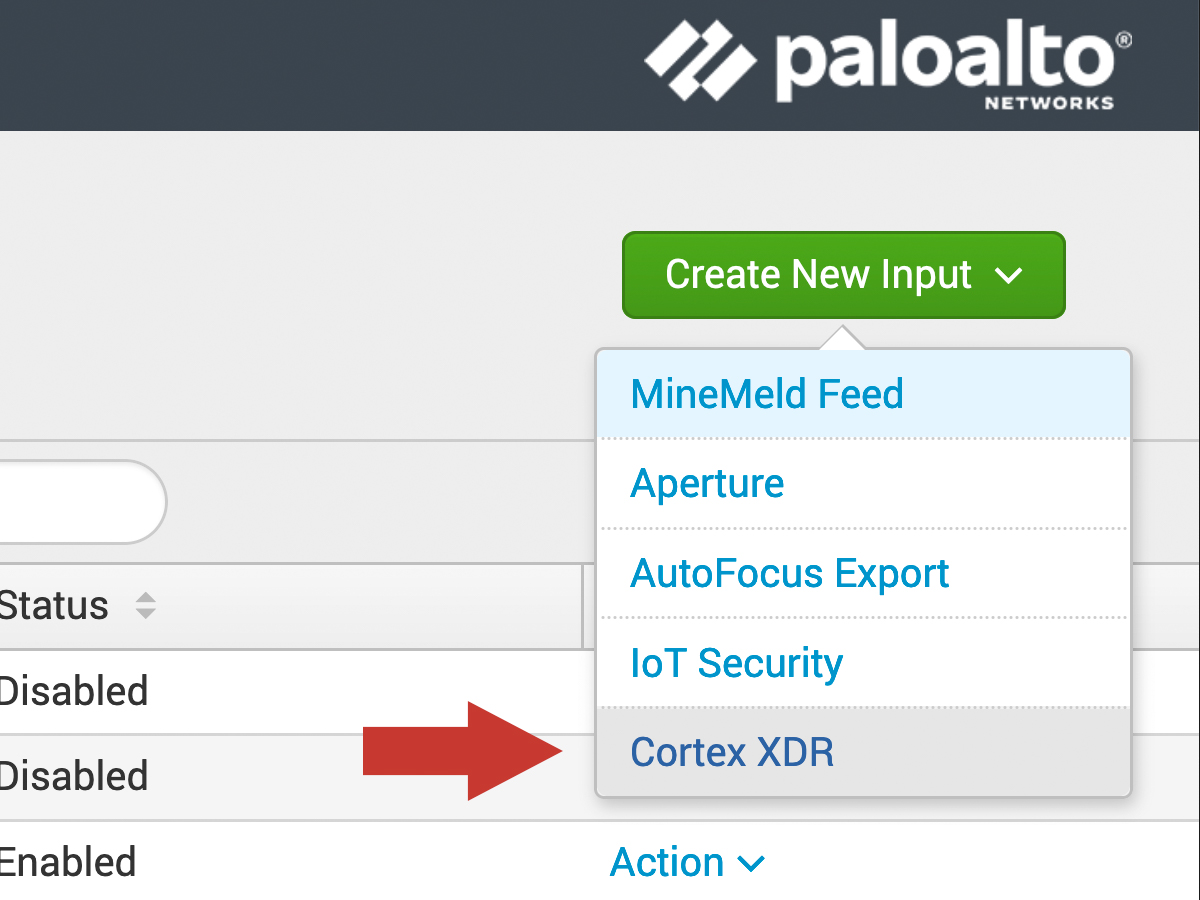 paloalto®
NETWORKS
Create New Input
MineMeld Feed
Aperture
AutoFocus Export
IoT Security
Cortex XDR
Status
Disabled
Disabled
Enabled
Action